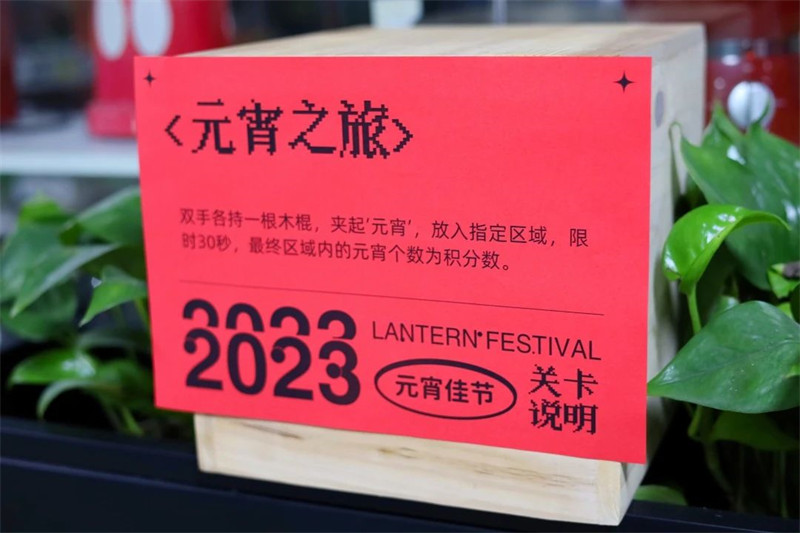 〈元宵之旅〉
双手各持一根木棍，夹起‘元宵’，放入指定区域，限
时30秒，最终区域内的元宵个数为积分数。
2023
2023
LANTERN FESTIVAL
元宵佳节
关卡
说明